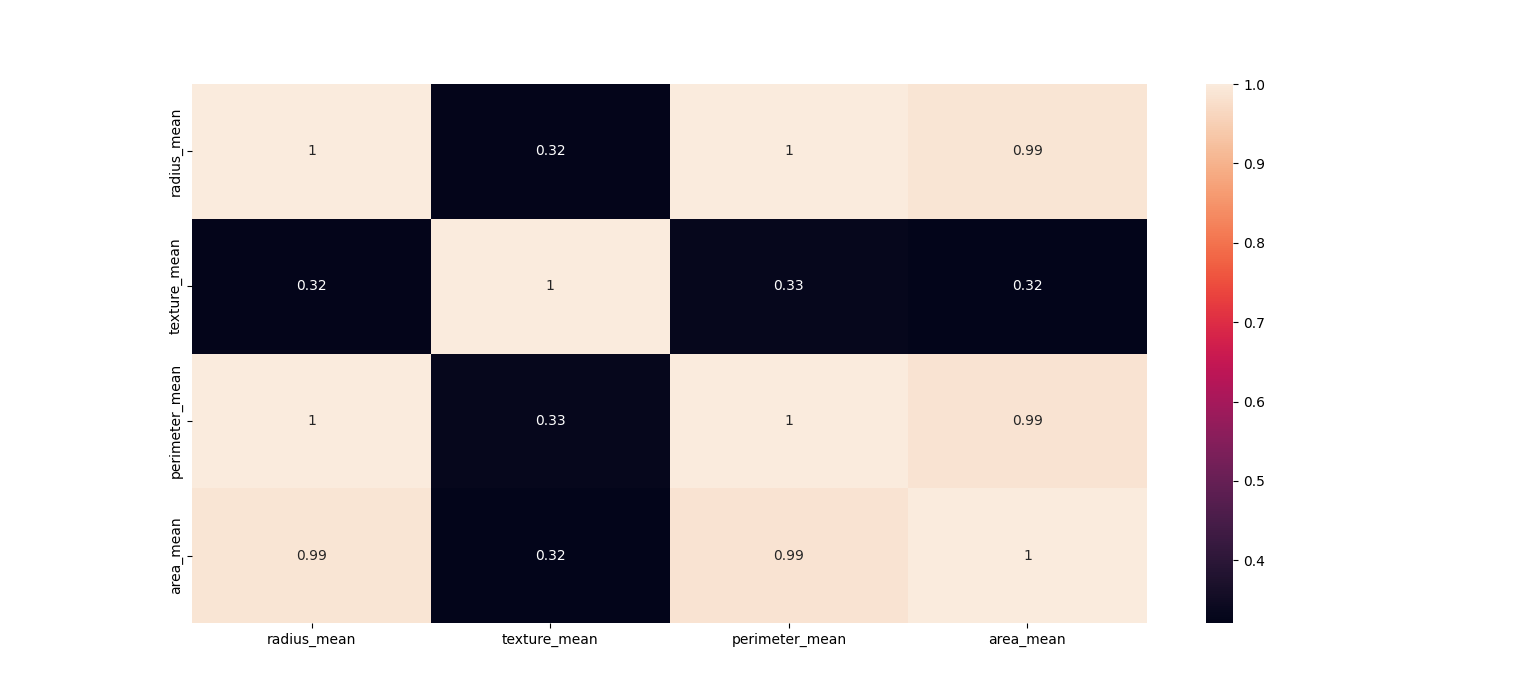 radius_mean 1 0.32 1 0.99
texture_mean 0.32 1 0.33 0.32
perimeter_mean 1 0.33 1 0.99
area_mean 0.99 0.32 0.99 1
radius_mean texture_mean perimeter_mean area_mean
1.0
0.9
0.8
0.7
0.6
0.5
0.4